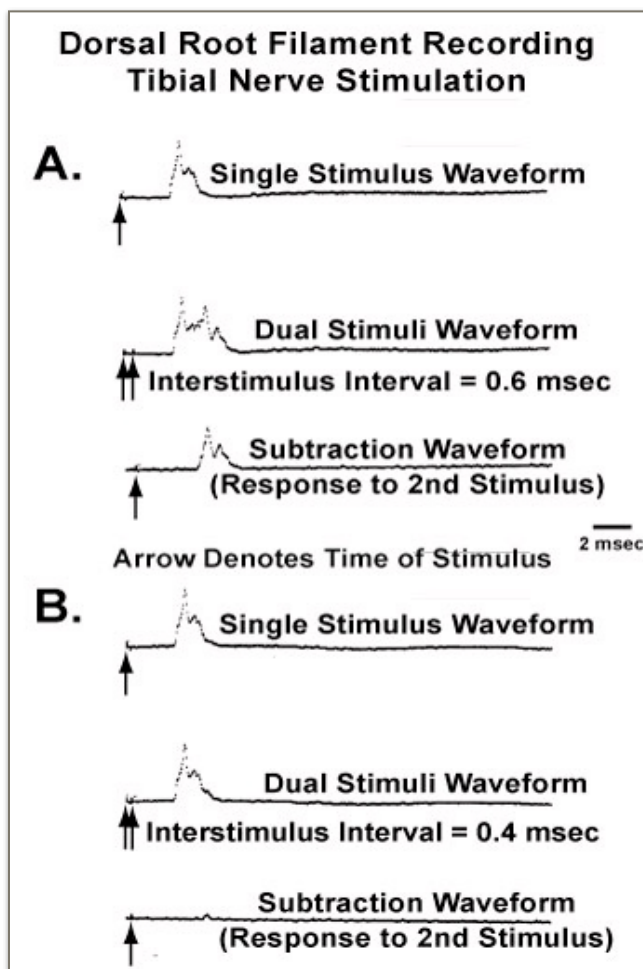 Dorsal Root Filament Recording
Tibial Nerve Stimulation
A.
Single Stimulus Waveform
Dual Stimuli Waveform
Interstimulus Interval = 0.6 msec
Subtraction Waveform
(Response to 2nd Stimulus)
2 msec
Arrow Denotes Time of Stimulus
B.
Single Stimulus Waveform
Dual Stimuli Waveform
Interstimulus Interval = 0.4 msec
Subtraction Waveform
(Response to 2nd Stimulus)